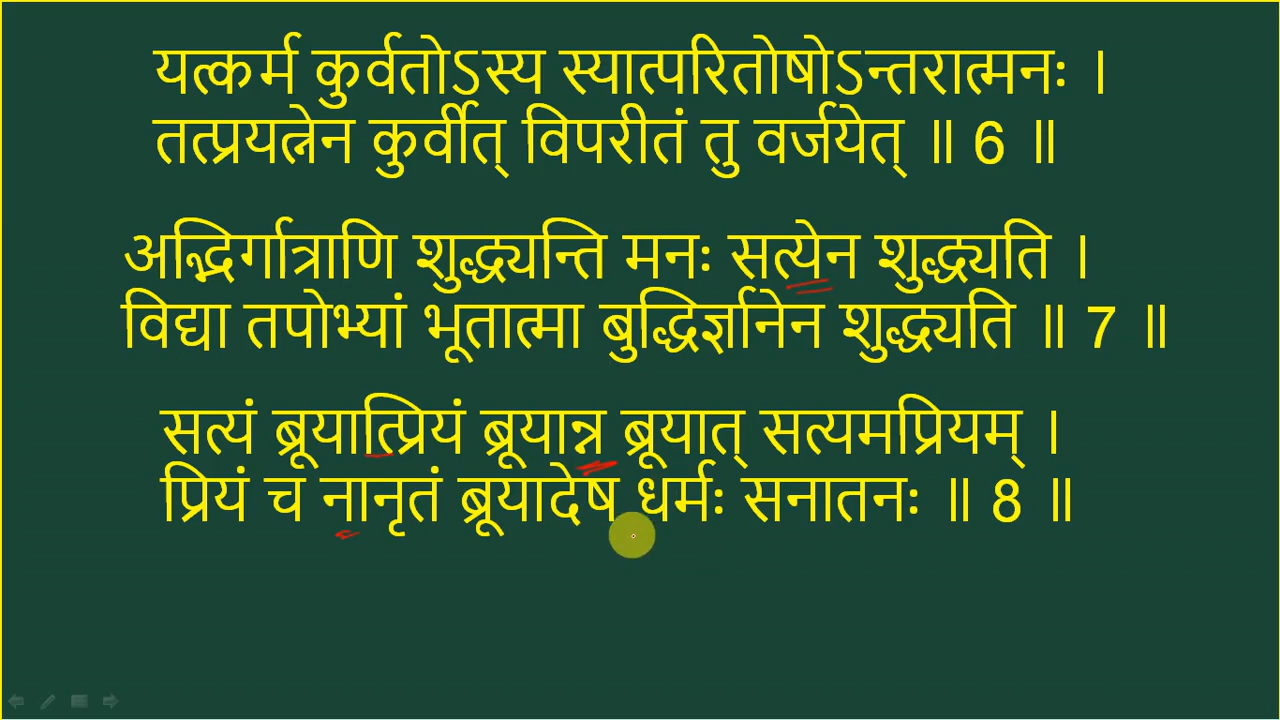 यत्कर्म कुर्वतोऽस्य स्यात्परितोषोऽन्तरात्मनः ।
तत्प्रयत्नेन कुर्वीत् विपरीतं तु वर्जयेत् ॥ 6 ॥
अद्भिर्गात्राणि शुद्ध्यन्ति मनः सत्येन शुद्ध्यति ।
विद्या तपोभ्यां भूतात्मा बुद्धिर्ज्ञानेन शुद्ध्यति ॥ 7 ॥
सत्यं ब्रूयात्प्रियं ब्रूयान्न ब्रूयात् सत्यमप्रियम् ।
प्रियं च नानृतं ब्रूयादेष धर्मः सनातनः ॥ 8 ॥